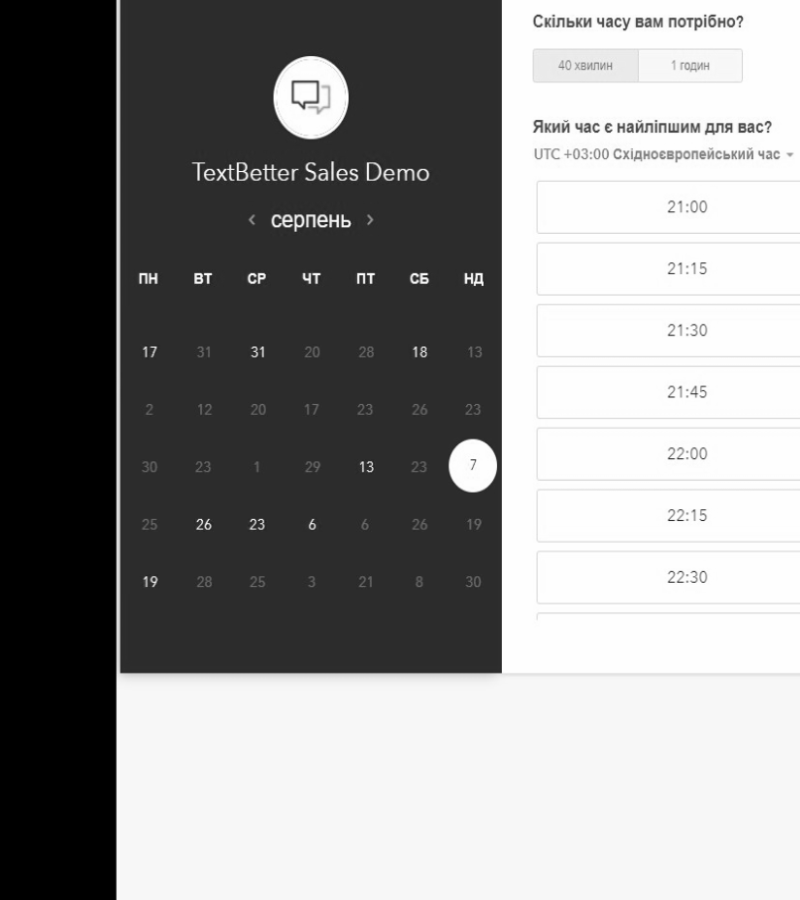 TextBetter Sales Demo
‹ серпень ›
ПН ВТ СР ЧТ ПТ СБ НД
17 31 31 20 28 18 13
2 12 20 17 23 26 23
30 23 1 29 13 23 7
25 26 23 6 6 26 19
19 28 25 3 21 8 30
Скільки часу вам потрібно?
40 хвилин 1 годин
Який час є найліпшим для вас?
UTC +03:00 Східноєвропейський час
21:00
21:15
21:30
21:45
22:00
22:15
22:30